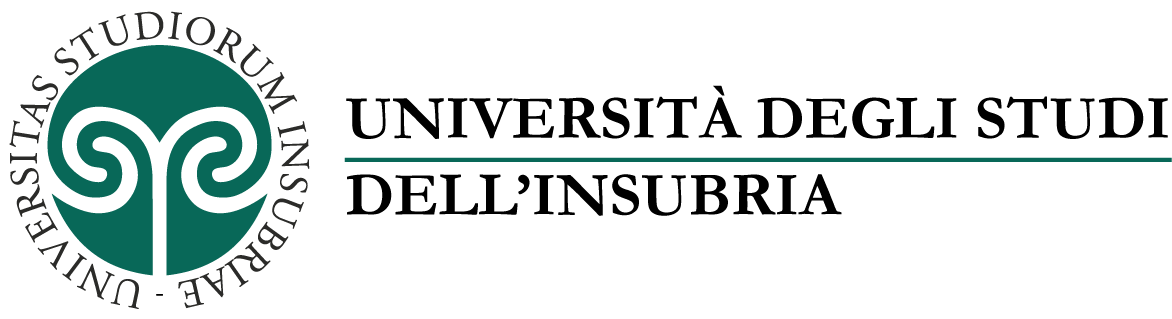 UNIVERSITAS STUDIORUM INSUBRIAE -
UNIVERSITÀ DEGLI STUDI
DELL’INSUBRIA